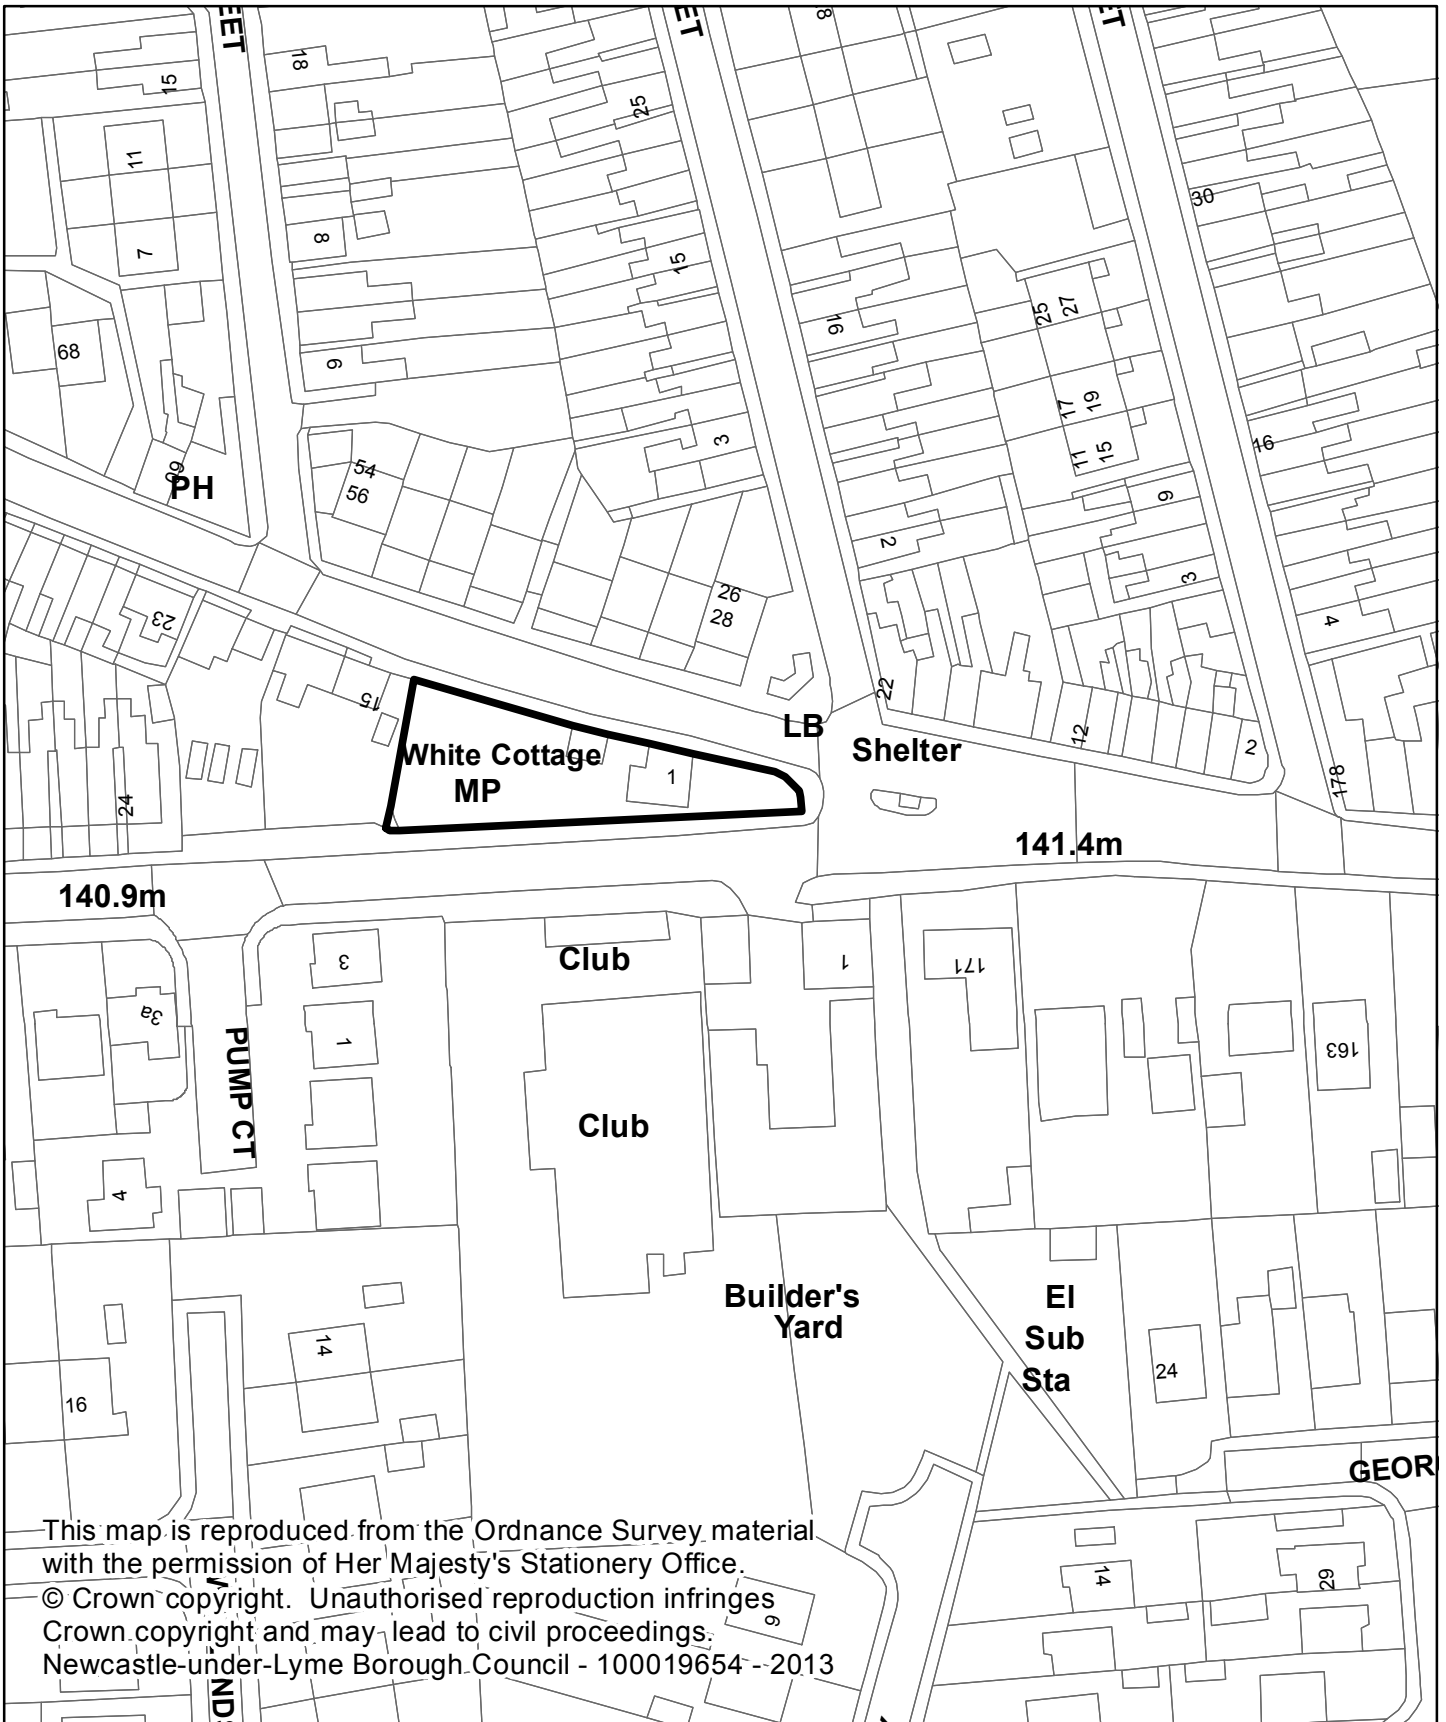 EET
ET
ET
15
18
8
11
25
7
8
15
30
68
6
16
25
27
17
19
11
15
16
60
PH
54
56
3
9
2
3
26
28
23
4
15
22
LB
Shelter
12
2
178
White Cottage
MP
1
24
141.4m
140.9m
3
Club
1
171
3a
1
163
PUMP CT
Club
4
Builder's
Yard
El
Sub
Sta
14
16
24
GEOR
14
29
9
This map is reproduced from the Ordnance Survey material
with the permission of Her Majesty's Stationery Office.
© Crown copyright. Unauthorised reproduction infringes
Crown copyright and may lead to civil proceedings.
Newcastle-under-Lyme Borough Council - 100019654 - 2013